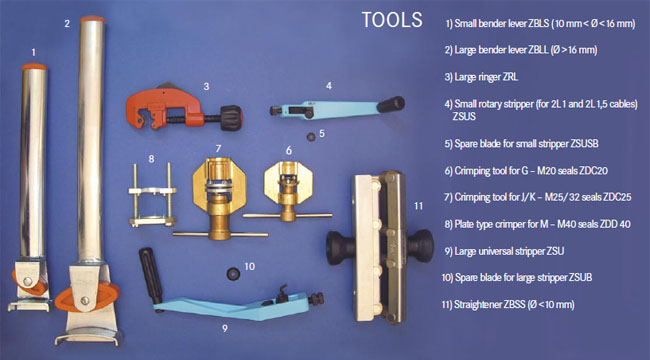 TOOLS
1) Small bender lever ZBLS ( 10 mm < Ø < 16 mm)
2) Large bender lever ZBLL (Ø >16 mm)
3) Large ringer ZRL
4) Small rotary stripper (for 2L 1 and 2L 1,5 cables)
ZSUS
5) Spare blade for small stripper ZSUSB
6) Crimping tool for G – M20 seals ZDC20
7) Crimping tool for J/K – M25/32 seals ZDC25
8) Plate type crimper for M – M40 seals ZDD 40
9) Large universal stripper ZSU
10) Spare blade for large stripper ZSUB
11) Straightener ZBSS (Ø <10 mm)
1
2
3
4
5
8
7
6
11
10
9